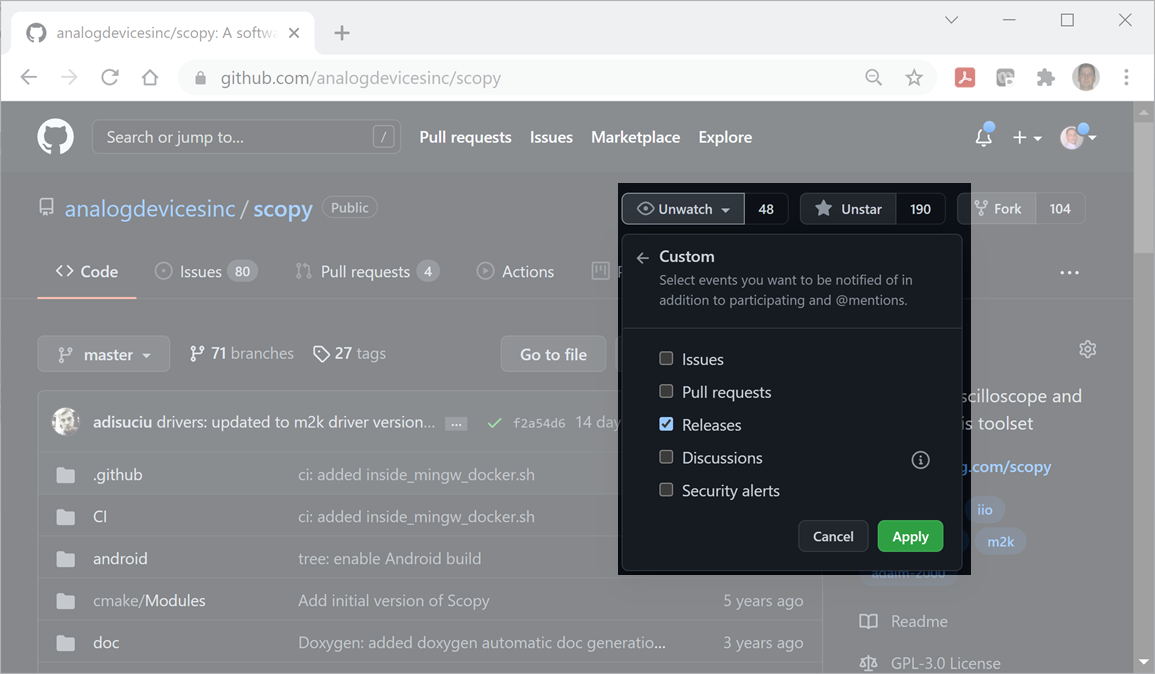 analogdevicesinc/scopy: A softwa
github.com/analogdevicesinc/scopy
Search or jump to... /
Pull requests Issues Marketplace Explore
analogdevicesinc / scopy Public
Unwatch 48 Unstar 190 Fork 104
Code Issues 80 Pull requests 4 Actions
Custom
Select events you want to be notified of in
addition to participating and @mentions.
master 71 branches 27 tags Go to file
Issues
Pull requests
Releases
Discussions
Security alerts
Cancel Apply
adisuciu drivers: updated to m2k driver version... ... f2a54d6 14 day
.github ci: added inside_mingw_docker.sh
CI ci: added inside_mingw_docker.sh
android tree: enable Android build
cmake/Modules Add initial version of Scopy 5 years ago
doc Doxygen: added doxygen automatic doc generatio... 3 years ago
scilloscope and
is toolset
g.com/scopy
iio
m2k
adalm-2000
Readme
GPL-3.0 License